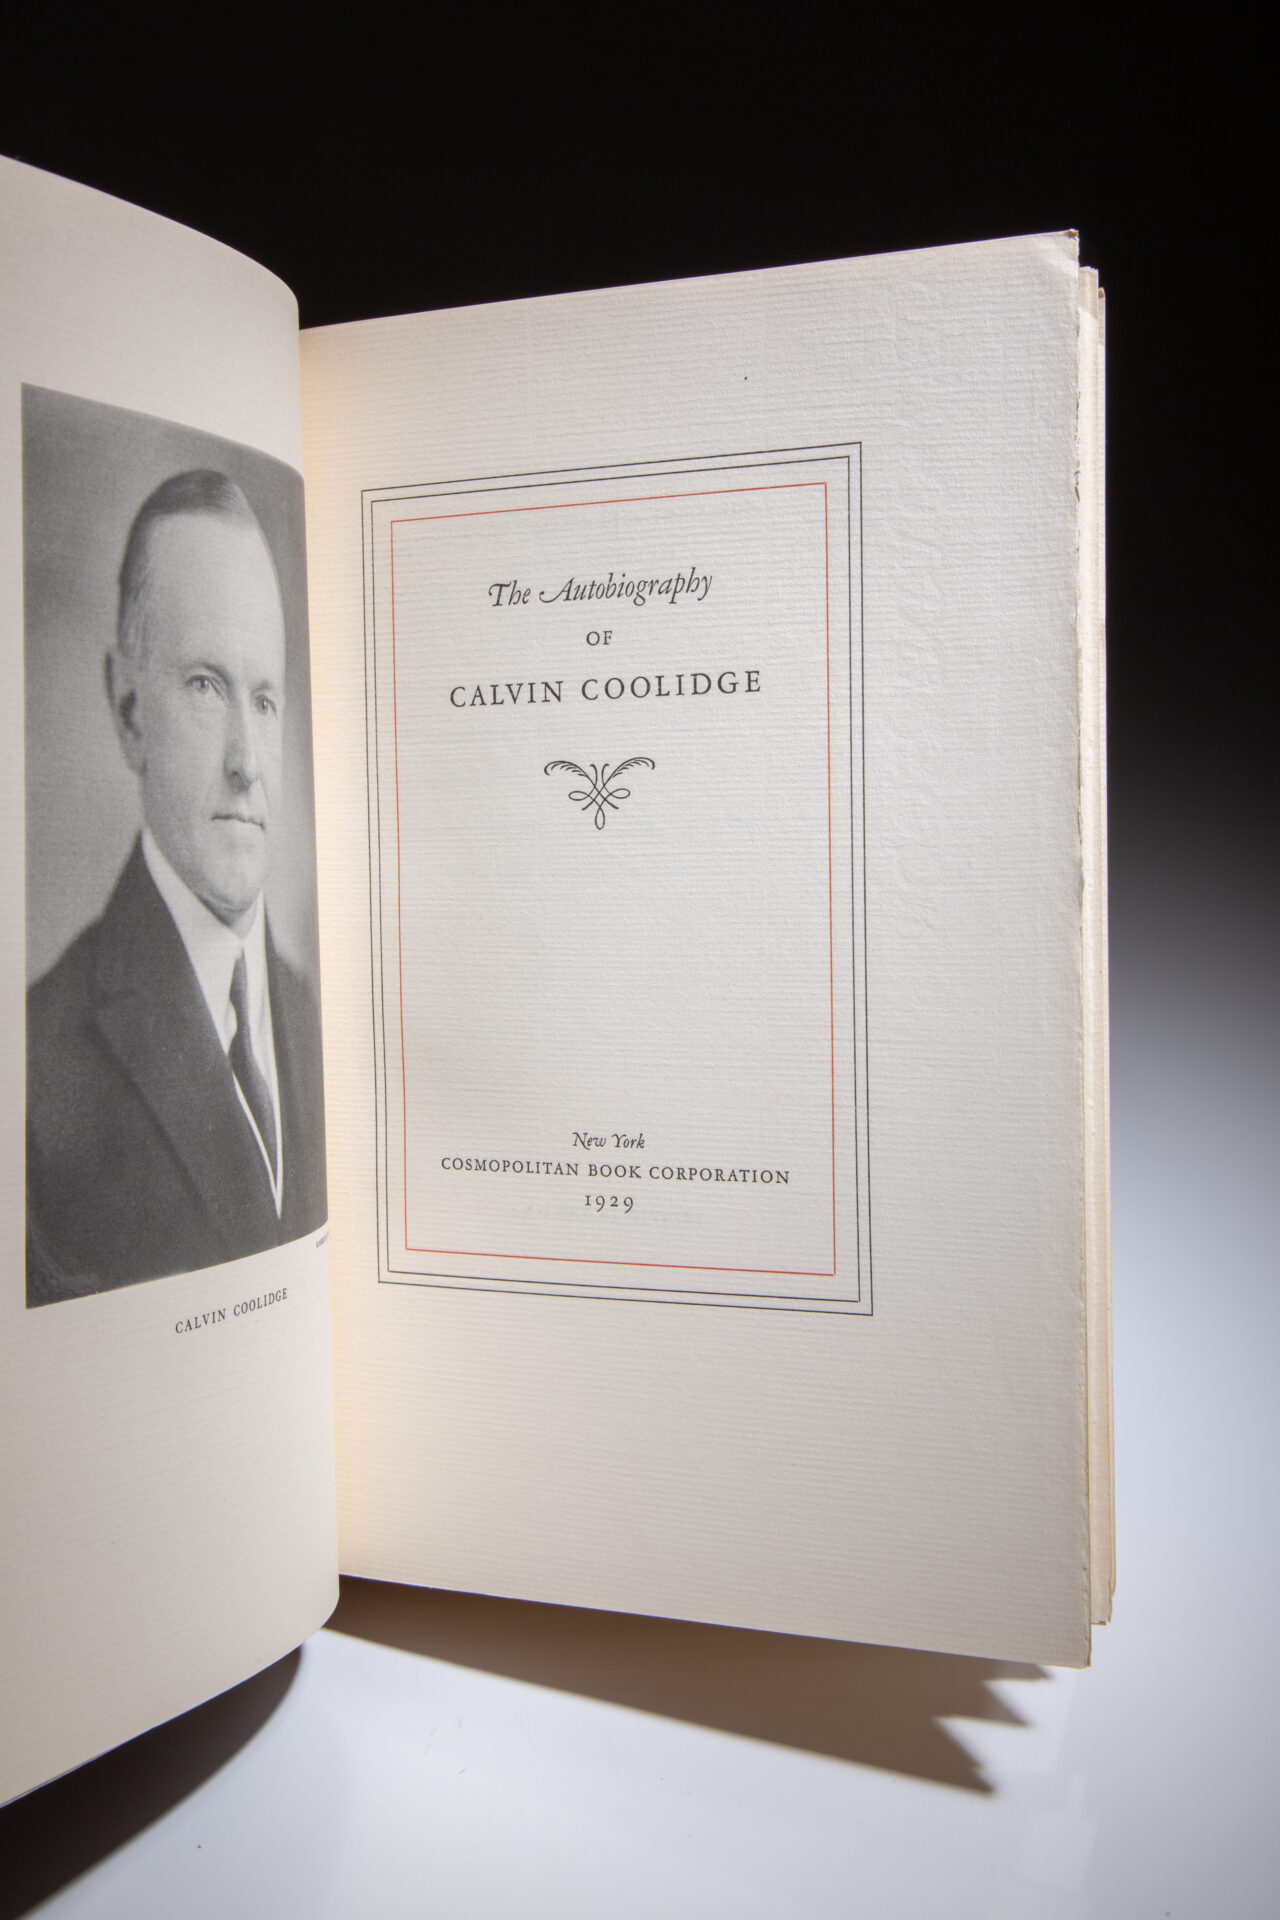 CALVIN COOLIDGE
The Autobiography
OF
CALVIN COOLIDGE
New York
COSMOPOLITAN BOOK CORPORATION
1929